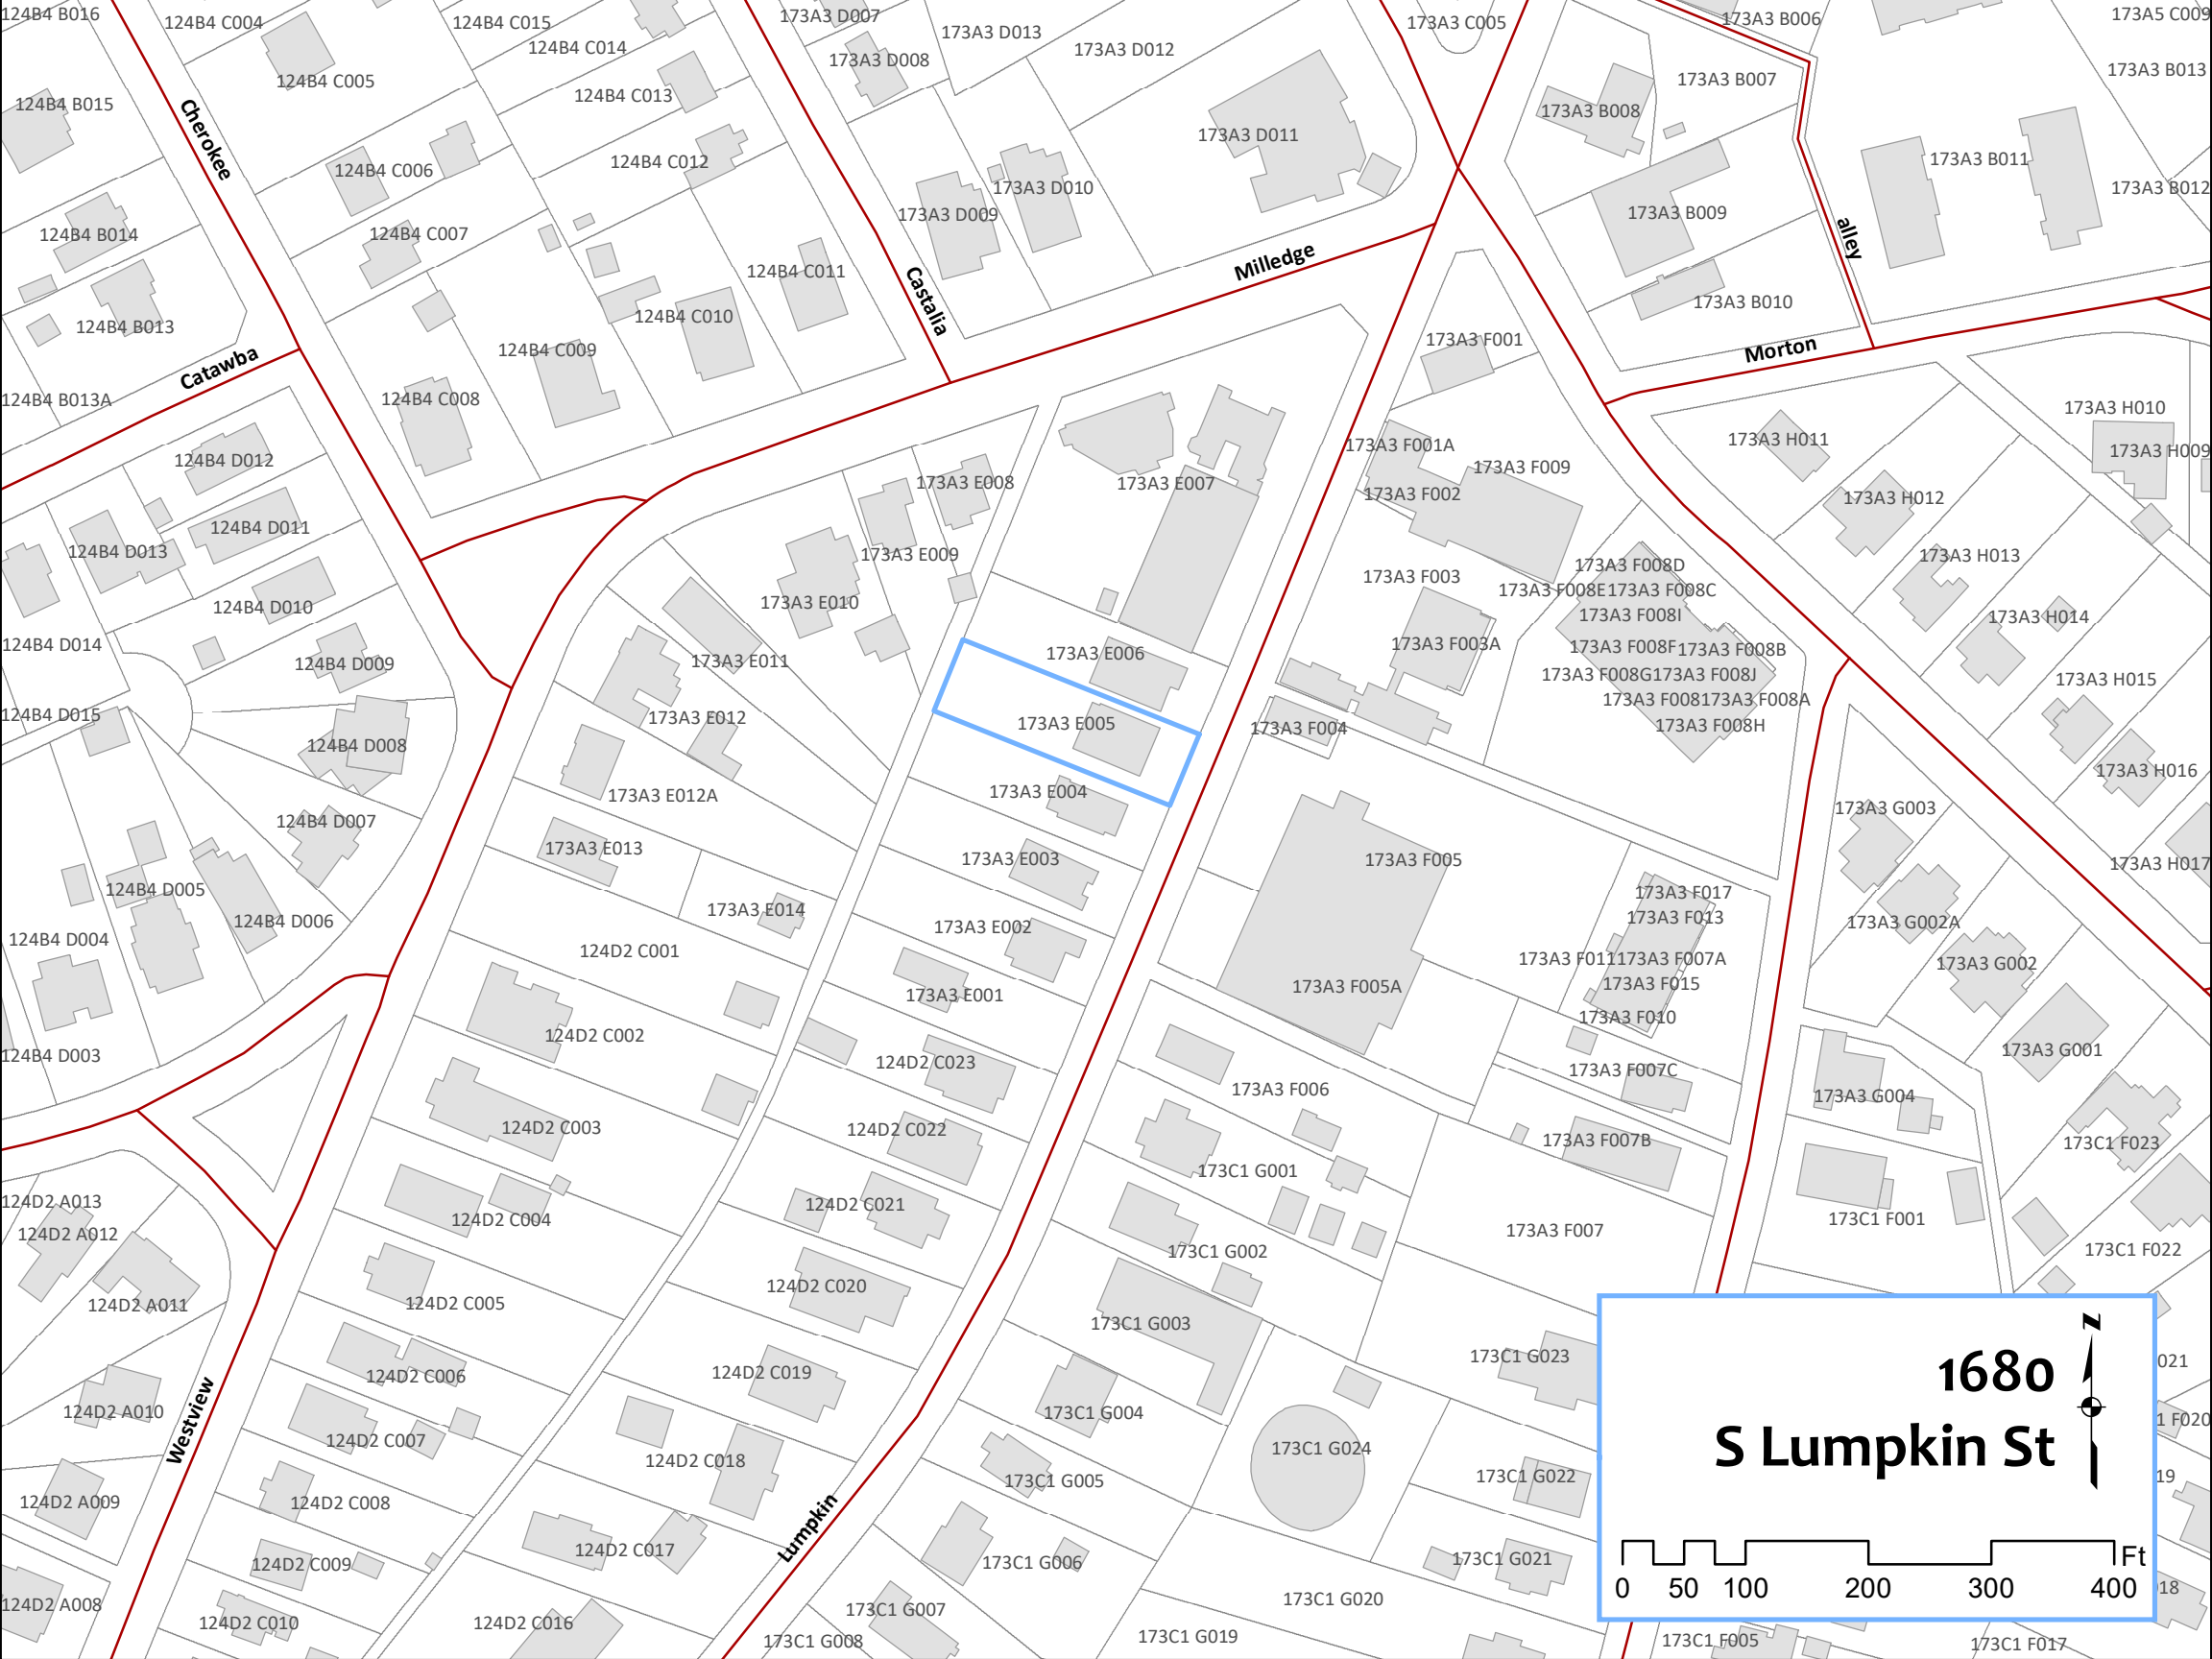 124B4 B016
124B4 C004
124B4 C015
173A3 D007
173A3 D013
173A3 C005
173A3 B006
173A5 C009
124B4 C014
173A3 D012
173A3 D008
124B4 C005
124B4 C013
173A3 B007
173A3 B013
124B4 B015
173A3 B008
Cherokee
173A3 D011
124B4 C006
124B4 C012
173A3 B011
173A3 D010
173A3 B012
124B4 B014
124B4 C007
173A3 D009
173A3 B009
alley
Milledge
124B4 C011
Castalia
124B4 B013
124B4 C010
173A3 B010
173A3 F001
124B4 C009
Morton
Catawba
124B4 B013A
124B4 C008
173A3 H010
173A3 H011
173A3 F001A
173A3 H009
124B4 D012
173A3 F009
173A3 E008
173A3 E007
173A3 F002
173A3 H012
124B4 D011
124B4 D013
173A3 E009
173A3 H013
173A3 F008D
173A3 F003
173A3 F008E
173A3 F008C
124B4 D010
173A3 E010
173A3 F008I
173A3 H014
124B4 D014
173A3 F003A
173A3 F008F
173A3 F008B
124B4 D009
173A3 E011
173A3 E006
173A3 F008G
173A3 F008J
173A3 H015
173A3 F008
173A3 F008A
124B4 D015
173A3 E012
173A3 E005
173A3 F004
173A3 F008H
124B4 D008
173A3 H016
173A3 E012A
173A3 E004
173A3 G003
124B4 D007
173A3 E013
173A3 E003
173A3 F005
173A3 H017
124B4 D005
173A3 F017
173A3 E014
173A3 F013
124B4 D006
173A3 E002
173A3 G002A
124B4 D004
124D2 C001
173A3 F011
173A3 F007A
173A3 G002
173A3 E001
173A3 F005A
173A3 F015
173A3 F010
124D2 C002
124B4 D003
124D2 C023
173A3 F007C
173A3 G001
173A3 F006
173A3 G004
124D2 C003
124D2 C022
173A3 F007B
173C1 F023
173C1 G001
124D2 A013
124D2 C021
124D2 A012
124D2 C004
173A3 F007
173C1 F001
173C1 G002
173C1 F022
124D2 C020
124D2 A011
124D2 C005
173C1 G003
173C1 G023
021
124D2 C019
124D2 C006
1680
S Lumpkin St
N
124D2 A010
173C1 G004
1 F020
Westview
124D2 C007
173C1 G024
124D2 C018
173C1 G005
173C1 G022
19
124D2 A009
124D2 C008
Lumpkin
124D2 C017
173C1 G006
173C1 G021
124D2 C009
Ft
0 50 100 200 300 400
18
124D2 A008
173C1 G020
124D2 C010
124D2 C016
173C1 G007
173C1 G008
173C1 G019
173C1 F005
173C1 F017